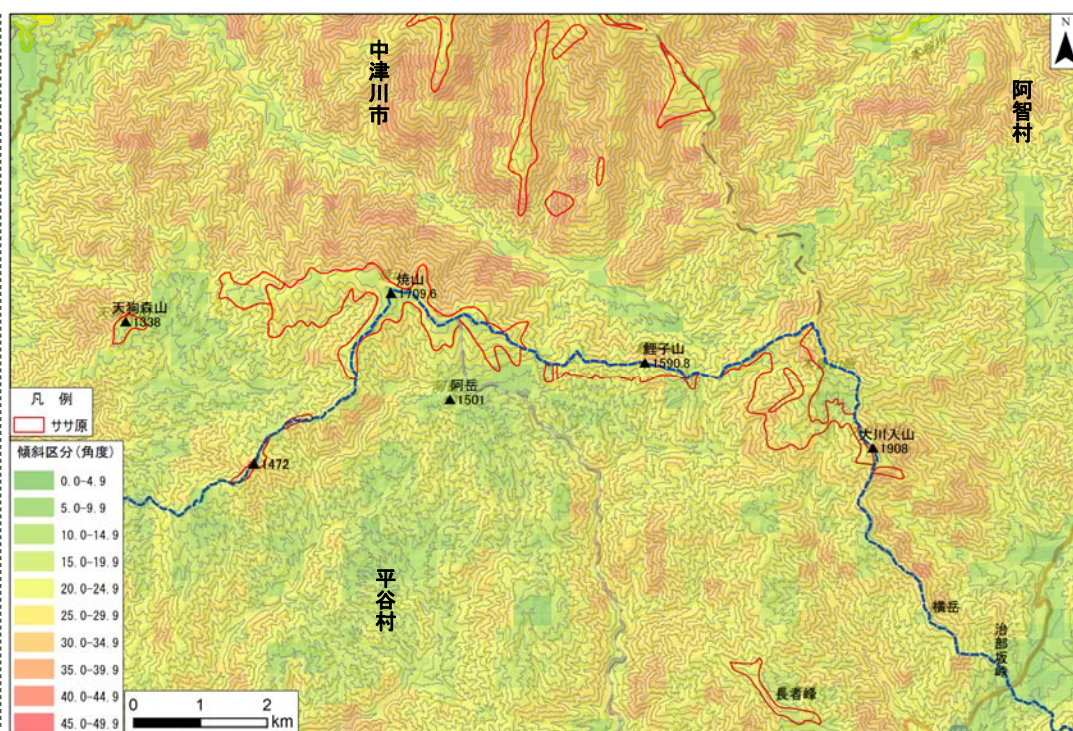 N
中津川市
阿智村
焼山
1709.6
天狗森山
1338
鯉子山
1590.8
阿岳
1501
大川入山
1908
1472
平谷村
横岳
治部坂峠
長者峰
凡 例
ササ原
傾斜区分(角度)
0.0-4.9
5.0-9.9
10.0-14.9
15.0-19.9
20.0-24.9
25.0-29.9
30.0-34.9
35.0-39.9
40.0-44.9
45.0-49.9
0 1 2
km